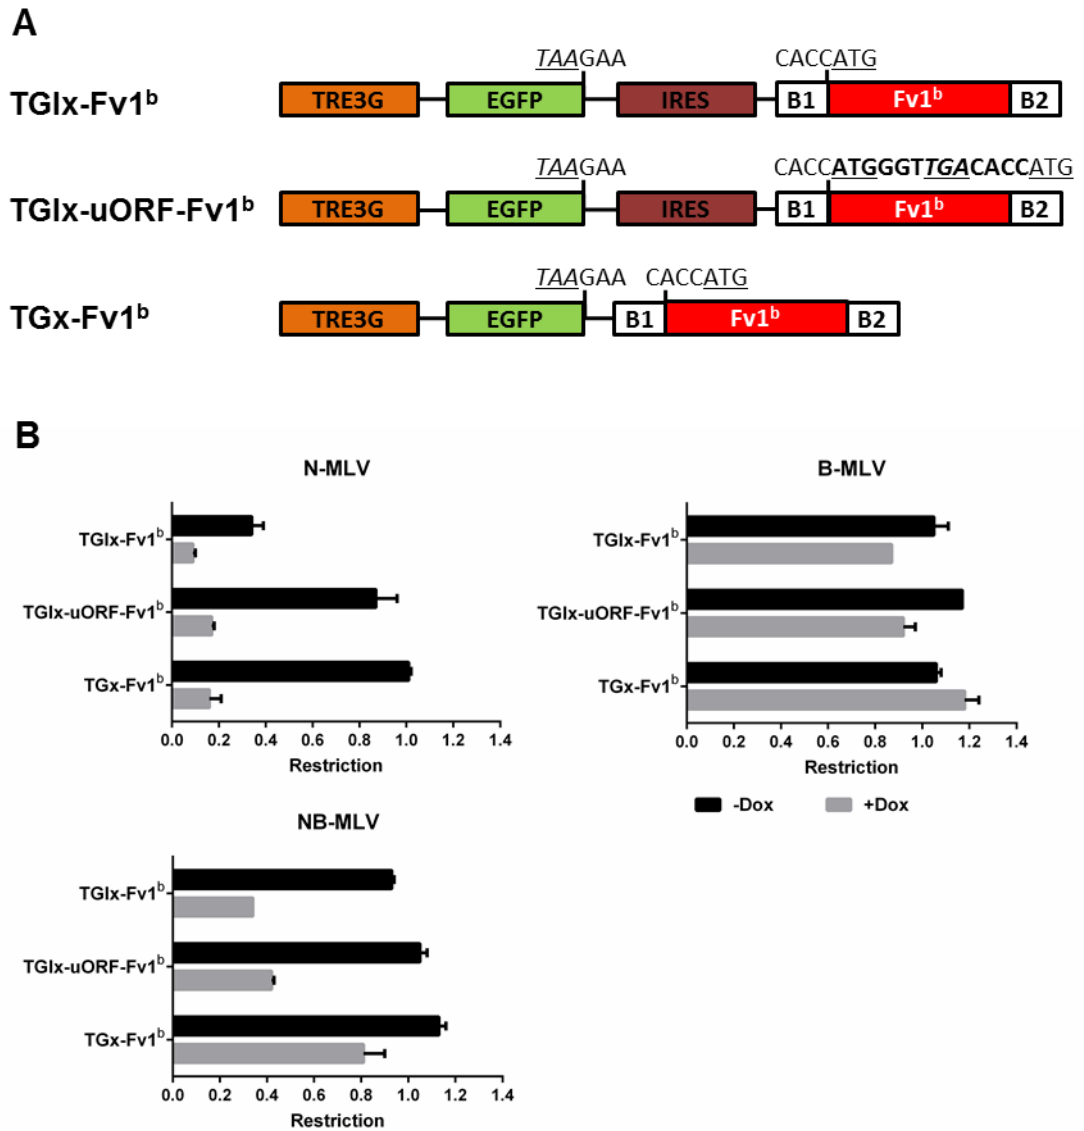 A
TAAGAA CACCATG
TGIx-Fv1ᵇ TRE3G EGFP IRES B1 Fv1ᵇ B2
TAAGAA CACCATGGGTTGACACCATG
TGIx-uORF-Fv1ᵇ TRE3G EGFP IRES B1 Fv1ᵇ B2
TAAGAA CACCATG
TGx-Fv1ᵇ TRE3G EGFP B1 Fv1ᵇ B2
B
N-MLV
TGIx-Fv1ᵇ
TGIx-uORF-Fv1ᵇ
TGx-Fv1ᵇ
0.0 0.2 0.4 0.6 0.8 1.0 1.2 1.4
Restriction
B-MLV
TGIx-Fv1ᵇ
TGIx-uORF-Fv1ᵇ
TGx-Fv1ᵇ
0.0 0.2 0.4 0.6 0.8 1.0 1.2 1.4
Restriction
-Dox +Dox
NB-MLV
TGIx-Fv1ᵇ
TGIx-uORF-Fv1ᵇ
TGx-Fv1ᵇ
0.0 0.2 0.4 0.6 0.8 1.0 1.2 1.4
Restriction